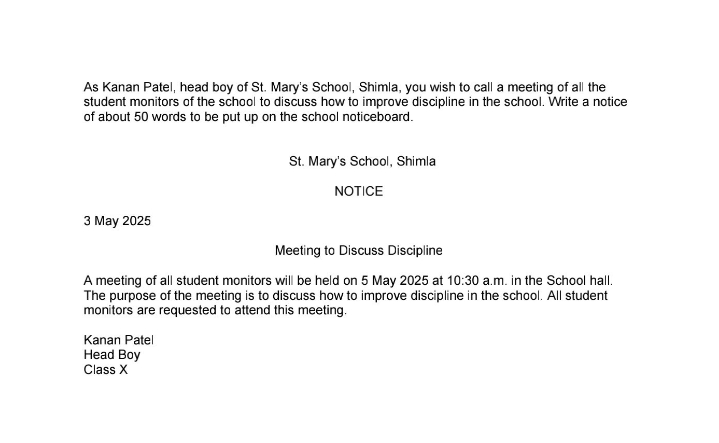 As Kanan Patel, head boy of St. Mary's School, Shimla, you wish to call a meeting of all the
student monitors of the school to discuss how to improve discipline in the school. Write a notice
of about 50 words to be put up on the school noticeboard.
St. Mary's School, Shimla
NOTICE
3 May 2025
Meeting to Discuss Discipline
A meeting of all student monitors will be held on 5 May 2025 at 10:30 a.m. in the School hall.
The purpose of the meeting is to discuss how to improve discipline in the school. All student
monitors are requested to attend this meeting.
Kanan Patel
Head Boy
Class X